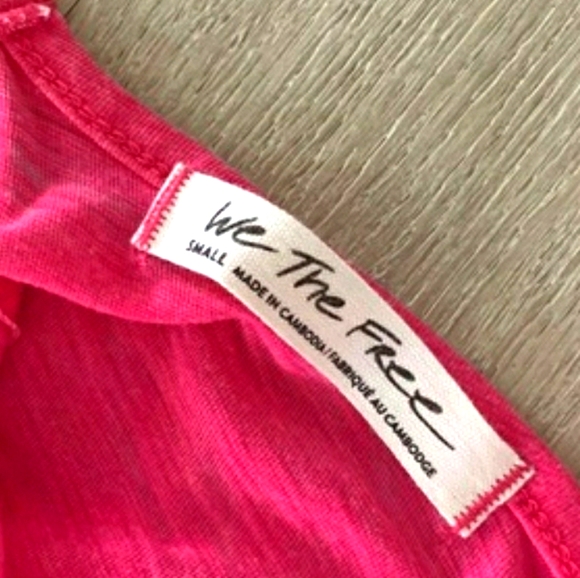 We The Free
SMALL MADE IN CAMBODIA/FABRIQUÉ AU CAMBODGE